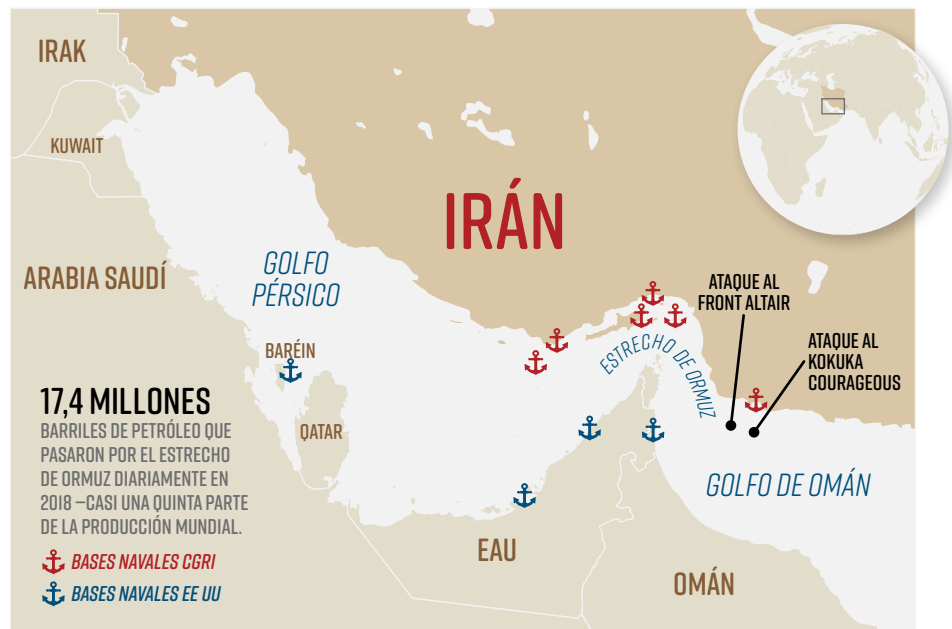 IRAK
KUWAIT
ARABIA SAUDÍ
GOLFO
PÉRSICO
IRÁN
BARÉIN
QATAR
ESTRECHO DE ORMUZ
ATAQUE AL
FRONT ALTAIR
ATAQUE AL
KOKUKA
COURAGEOUS
GOLFO DE OMÁN
EAU
OMÁN
17,4 MILLONES
BARRILES DE PETRÓLEO QUE
PASARON POR EL ESTRECHO
DE ORMUZ DIARIAMENTE EN
2018 –CASI UNA QUINTA PARTE
DE LA PRODUCCIÓN MUNDIAL.
BASES NAVALES CGRI
BASES NAVALES EE UU